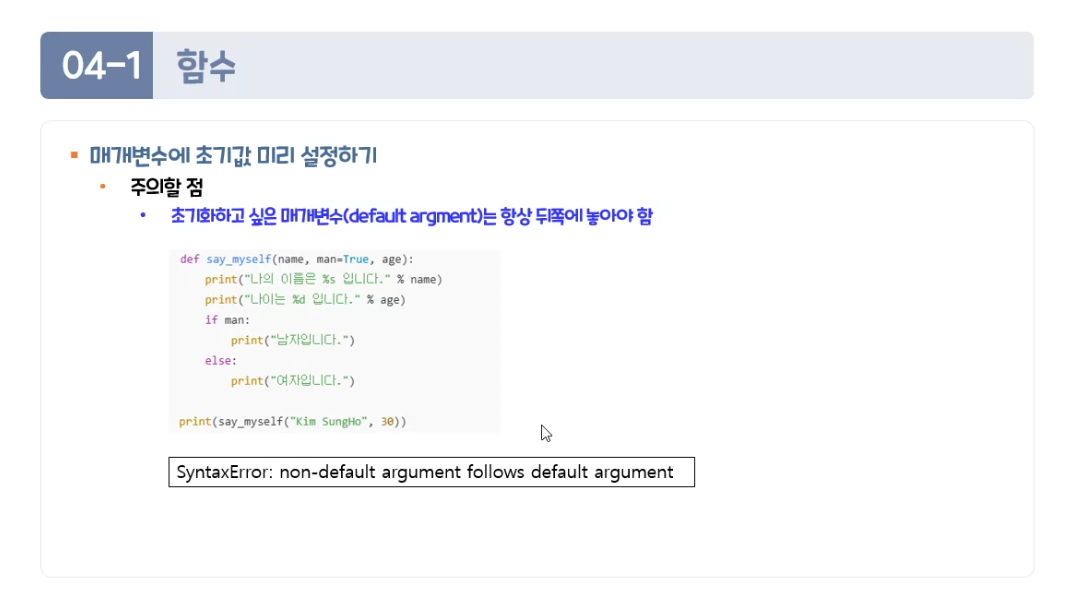 04-1 함수
매개변수에 초기값 미리 설정하기
주의할 점
초기화하고 싶은 매개변수(default argment)는 항상 뒤쪽에 놓아야 함
def say_myself(name, man=True, age):
    print("나의 이름은 %s 입니다." % name)
    print("나이는 %d 입니다." % age)
    if man:
        print("남자입니다.")
    else:
        print("여자입니다.")
print(say_myself("Kim SungHo", 30))
SyntaxError: non-default argument follows default argument